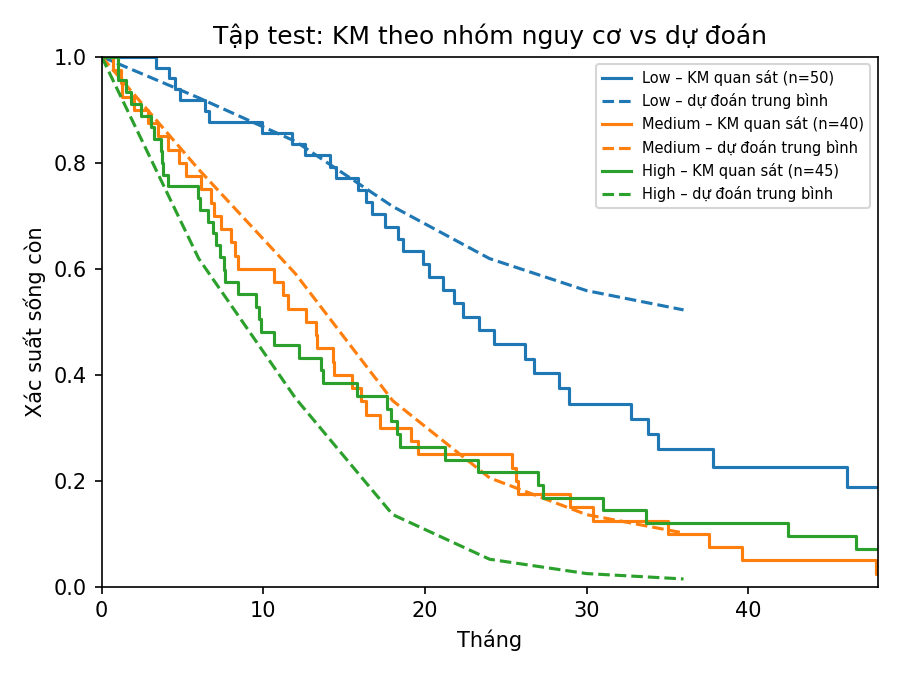 Tập test: KM theo nhóm nguy cơ vs dự đoán
1.0
0.8
0.6
0.4
0.2
0.0
Xác suất sống còn
Low – KM quan sát (n=50)
Low – dự đoán trung bình
Medium – KM quan sát (n=40)
Medium – dự đoán trung bình
High – KM quan sát (n=45)
High – dự đoán trung bình
0 10 20 30 40
Tháng